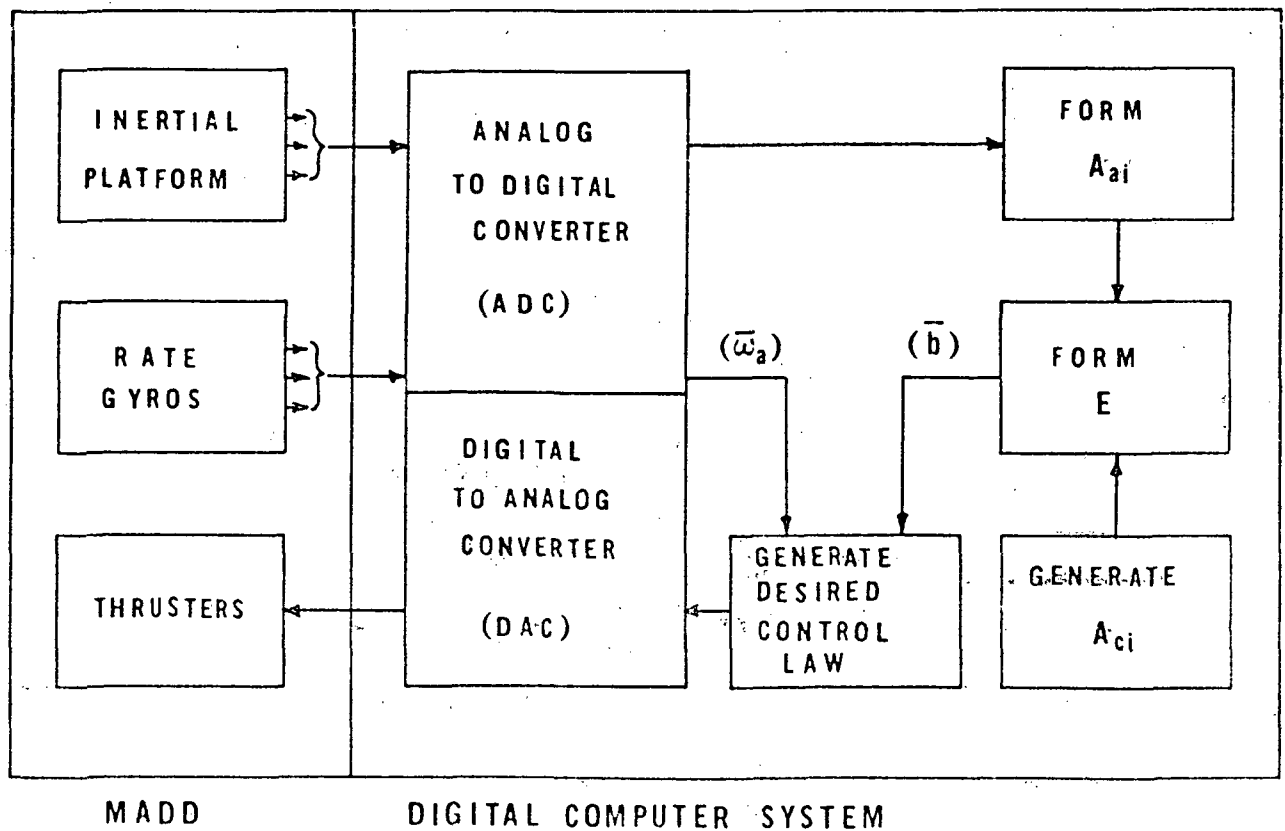 INERTIAL
PLATFORM
RATE
GYROS
THRUSTERS
ANALOG
TO DIGITAL
CONVERTER
(ADC)
DIGITAL
TO ANALOG
CONVERTER
(DAC)
(ω̅a)
(b̅)
GENERATE
DESIRED
CONTROL
LAW
FORM
Aai
FORM
E
GENERATE
Aci
MADD
DIGITAL COMPUTER SYSTEM